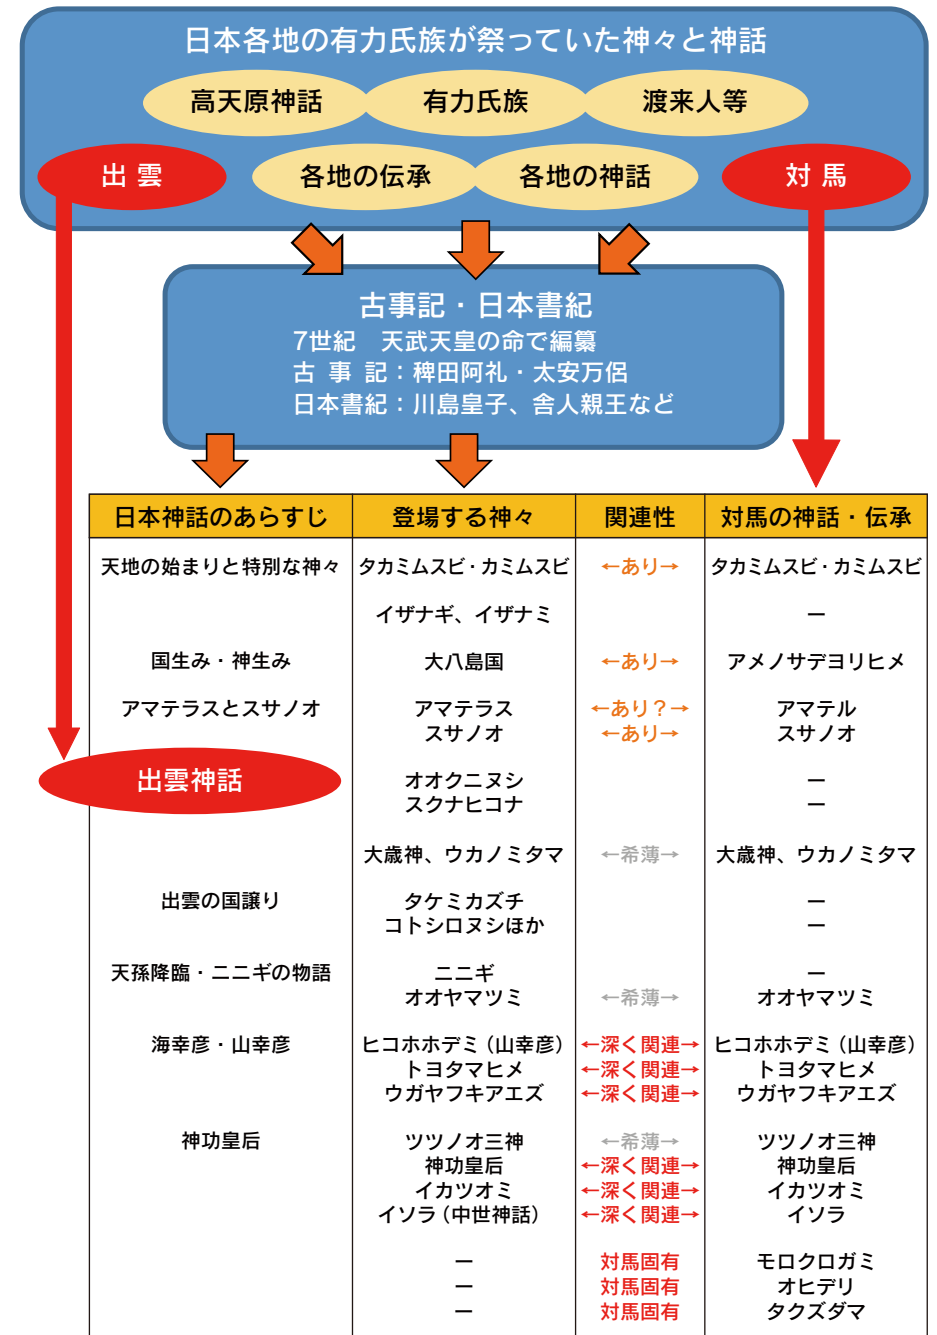 日本各地の有力氏族が祭っていた神々と神話
高天原神話 有力氏族 渡来人等
出雲 各地の伝承 各地の神話 対馬
古事記・日本書紀
7世紀　天武天皇の命で編纂
古事記：稗田阿礼・太安万侶
日本書紀：川島皇子、舎人親王など
日本神話のあらすじ 登場する神々 関連性 対馬の神話・伝承
天地の始まりと特別な神々 タカミムスビ・カミムスビ ←あり→ タカミムスビ・カミムスビ
イザナギ、イザナミ ー
国生み・神生み 大八島国 ←あり→ アメノサデヨリヒメ
アマテラスとスサノオ アマテラス ←あり？→ アマテル
スサノオ ←あり→ スサノオ
出雲神話 オオクニヌシ ー
スクナヒコナ ー
大歳神、ウカノミタマ ←希薄→ 大歳神、ウカノミタマ
出雲の国譲り タケミカズチ ー
コトシロヌシほか ー
天孫降臨・ニニギの物語 ニニギ ー
オオヤマツミ ←希薄→ オオヤマツミ
海幸彦・山幸彦 ヒコホホデミ（山幸彦） ←深く関連→ ヒコホホデミ（山幸彦）
トヨタマヒメ ←深く関連→ トヨタマヒメ
ウガヤフキアエズ ←深く関連→ ウガヤフキアエズ
神功皇后 ツツノオ三神 ←希薄→ ツツノオ三神
神功皇后 ←深く関連→ 神功皇后
イカツオミ ←深く関連→ イカツオミ
イソラ（中世神話） ←深く関連→ イソラ
ー 対馬固有 モロクロガミ
ー 対馬固有 オヒデリ
ー 対馬固有 タクズダマ